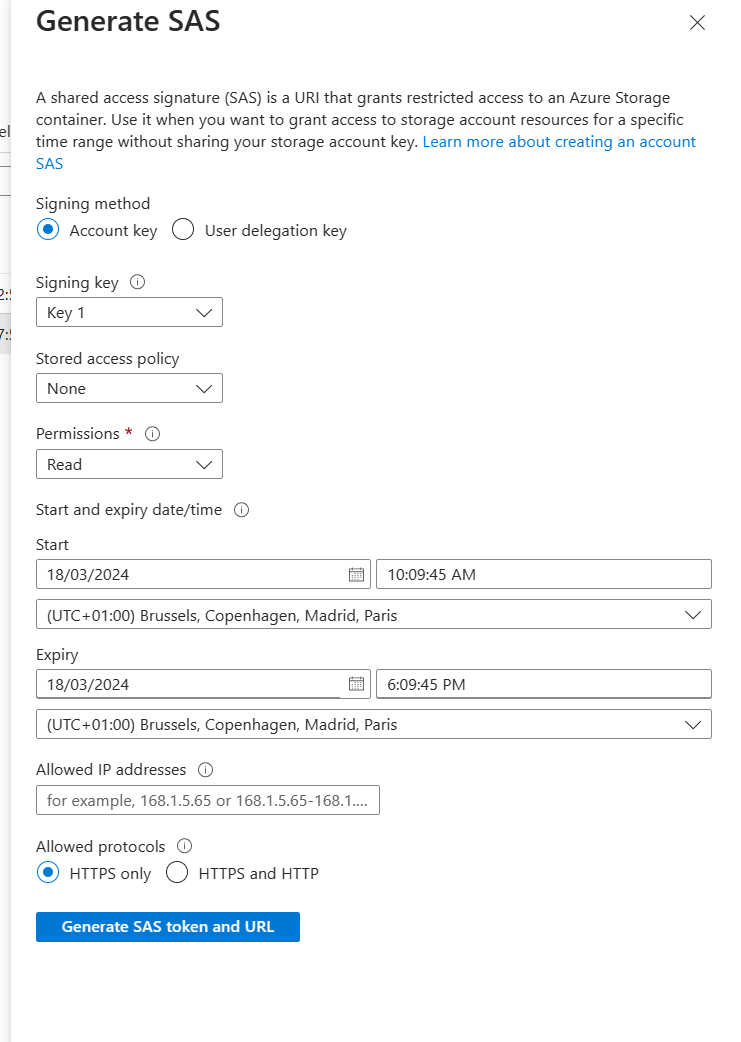 Generate SAS
A shared access signature (SAS) is a URI that grants restricted access to an Azure Storage
container. Use it when you want to grant access to storage account resources for a specific
time range without sharing your storage account key. Learn more about creating an account
SAS
Signing method
Account key User delegation key
Signing key
Key 1
Stored access policy
None
Permissions *
Read
Start and expiry date/time
Start
18/03/2024 10:09:45 AM
(UTC+01:00) Brussels, Copenhagen, Madrid, Paris
Expiry
18/03/2024 6:09:45 PM
(UTC+01:00) Brussels, Copenhagen, Madrid, Paris
Allowed IP addresses
for example, 168.1.5.65 or 168.1.5.65-168.1....
Allowed protocols
HTTPS only HTTPS and HTTP
Generate SAS token and URL